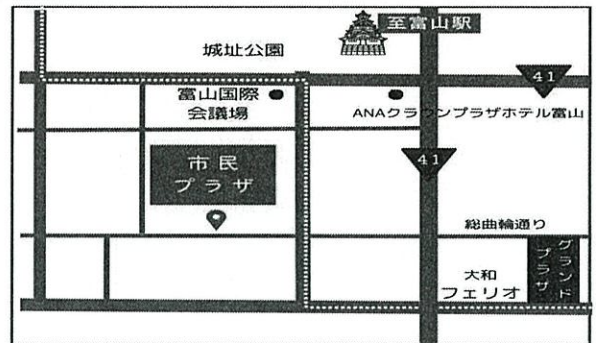 至富山駅
城址公園
41
富山国際
会議場
ANAクラウンプラザホテル富山
市民
プラザ
41
総曲輪通り
グランド
プラザ
大和
フェリオ